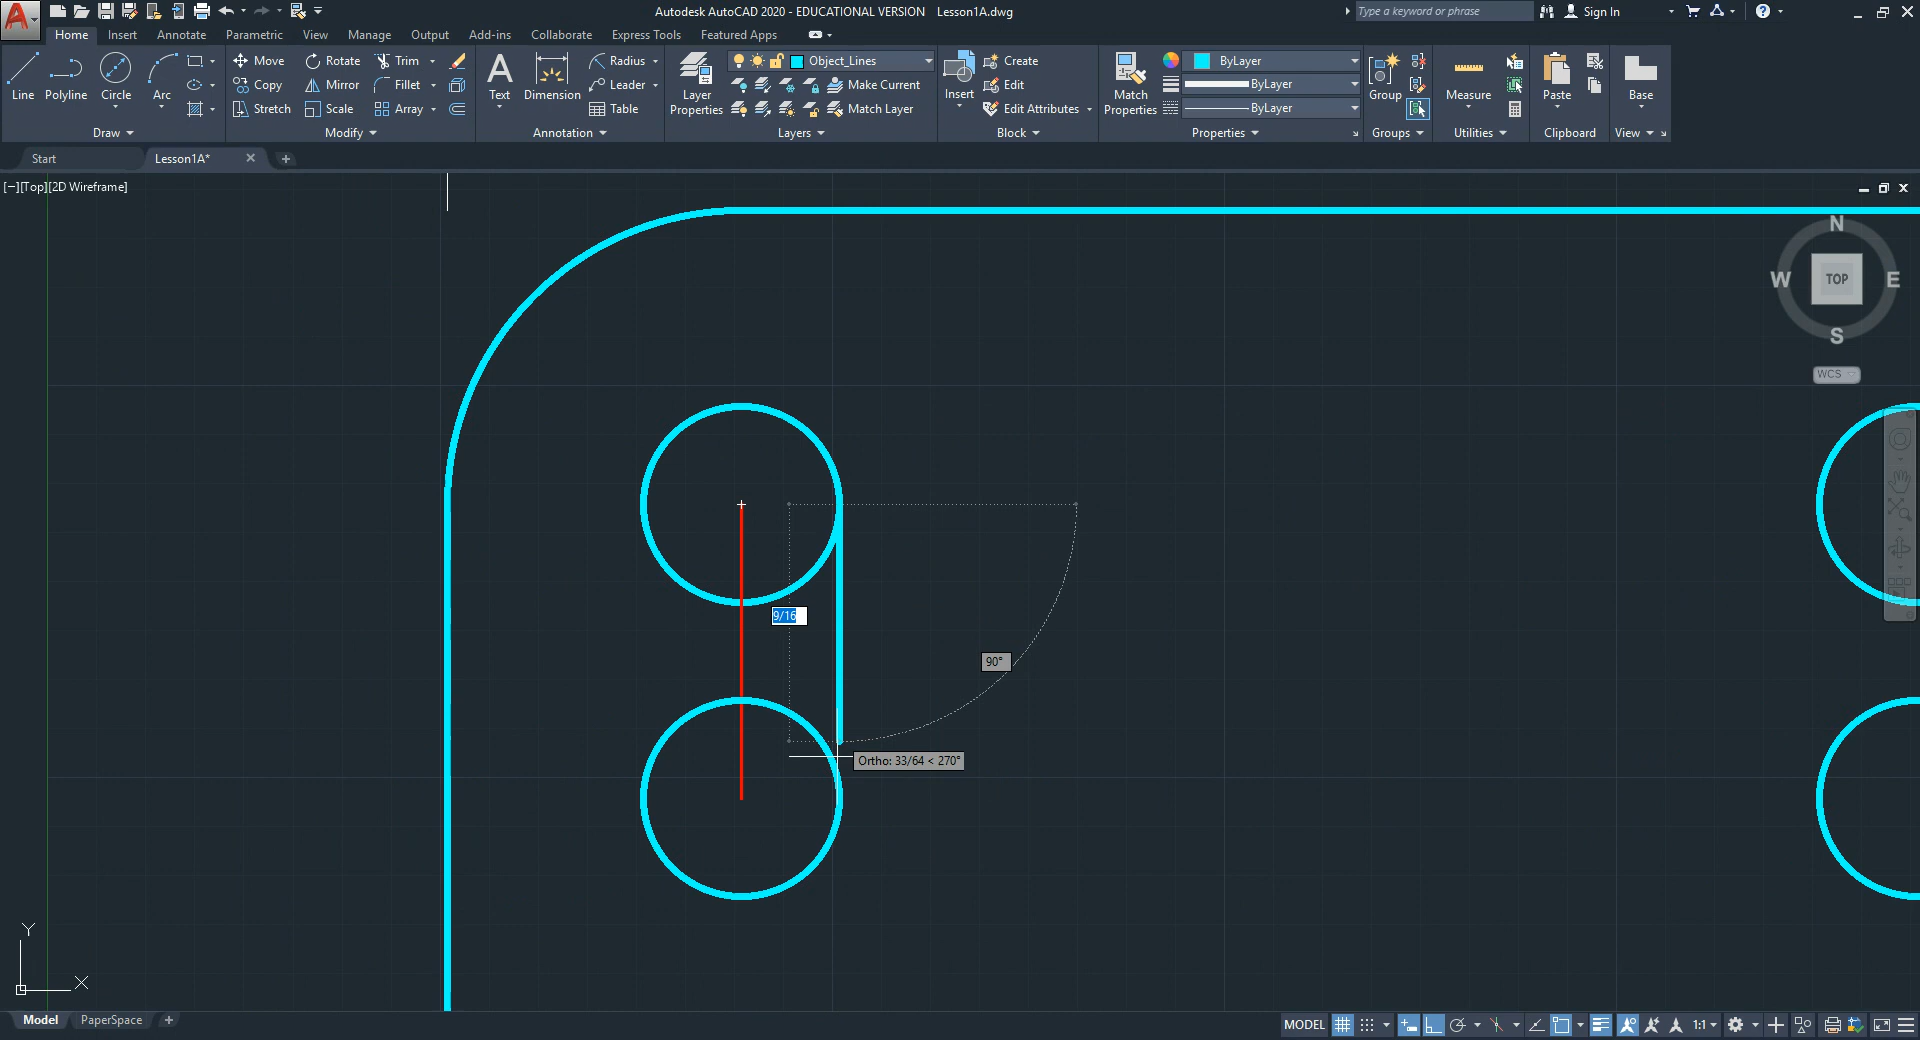 Autodesk AutoCAD 2020 - EDUCATIONAL VERSION Lesson1A.dwg
Type a keyword or phrase
Sign In
Home Insert Annotate Parametric View Manage Output Add-ins Collaborate Express Tools Featured Apps
Line Polyline Circle Arc
Move Rotate Trim
Copy Mirror Fillet
Stretch Scale Array
Text Dimension
Radius
Leader
Table
Layer Properties
Object_Lines
Make Current
Match Layer
Insert
Create
Edit
Edit Attributes
Match Properties
ByLayer
ByLayer
ByLayer
Group
Measure
Paste
Base
Draw Modify Annotation Layers Block Properties Groups Utilities Clipboard View
Start Lesson1A*
[−][Top][2D Wireframe]
N
W TOP E
S
WCS
9/16
90°
Ortho: 33/64 < 270°
Y
X
Model PaperSpace
MODEL 1:1